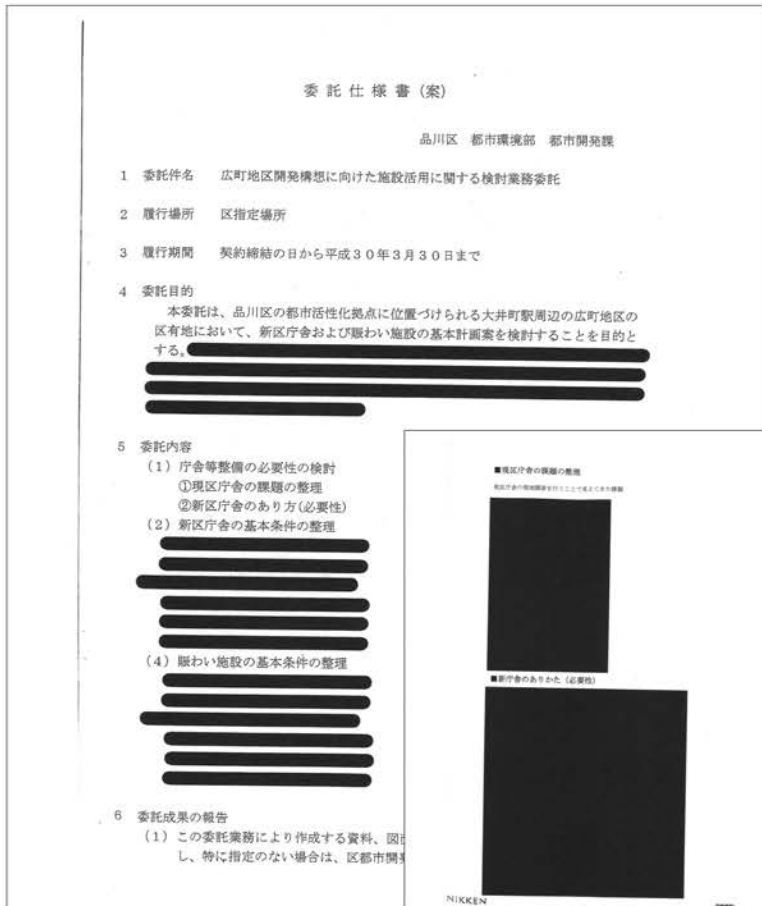 委託仕様書(案)
品川区 都市環境部 都市開発課
1 委託件名 広町地区開発構想に向けた施設活用に関する検討業務委託
2 履行場所 区指定場所
3 履行期間 契約締結の日から平成30年3月30日まで
4 委託目的
本委託は、品川区の都市活性化拠点に位置づけられる大井町駅周辺の広町地区の
区有地において、新区庁舎および賑わい施設の基本計画案を検討することを目的と
する。
5 委託内容
(1)庁舎等整備の必要性の検討
①現区庁舎の課題の整理
②新区庁舎のあり方(必要性)
(2)新区庁舎の基本条件の整理
(4)賑わい施設の基本条件の整理
6 委託成果の報告
(1)この委託業務により作成する資料、図
し、特に指定のない場合は、区都市開
■現区庁舎の課題の整理
■新庁舎のありかた(必要性)
NIKKEN